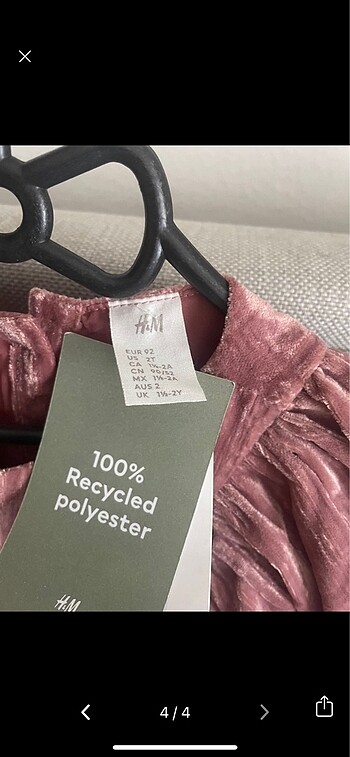 H&M
EUR 92
US 2T
CA 1½-2A
CN 90/52
MX 1½-2A
AUS 2
UK 1½-2Y
100%
Recycled
polyester
H&M
4 / 4